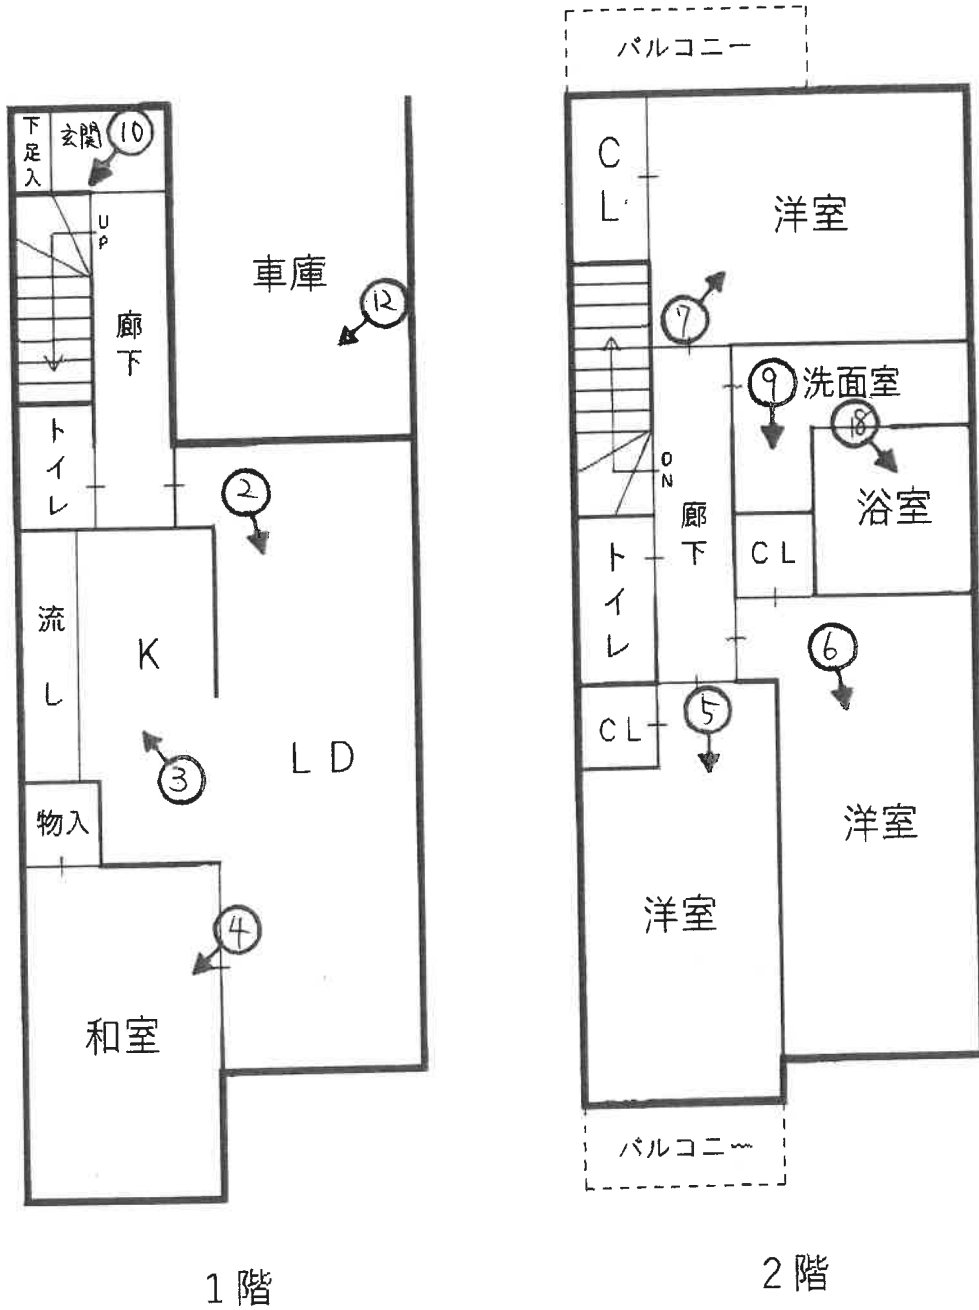 下足入
玄関
⑩
UP
車庫
⑫
廊下
トイレ
②
流し
K
③
LD
物入
④
和室
1階
バルコニー
CL
洋室
⑦
⑨
洗面室
⑱
浴室
DN
廊下
CL
トイレ
⑥
CL
⑤
洋室
洋室
バルコニー
2階